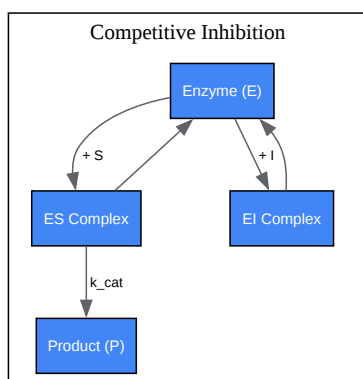 Competitive Inhibition
Enzyme (E)
+ S
+ I
ES Complex
EI Complex
k_cat
Product (P)